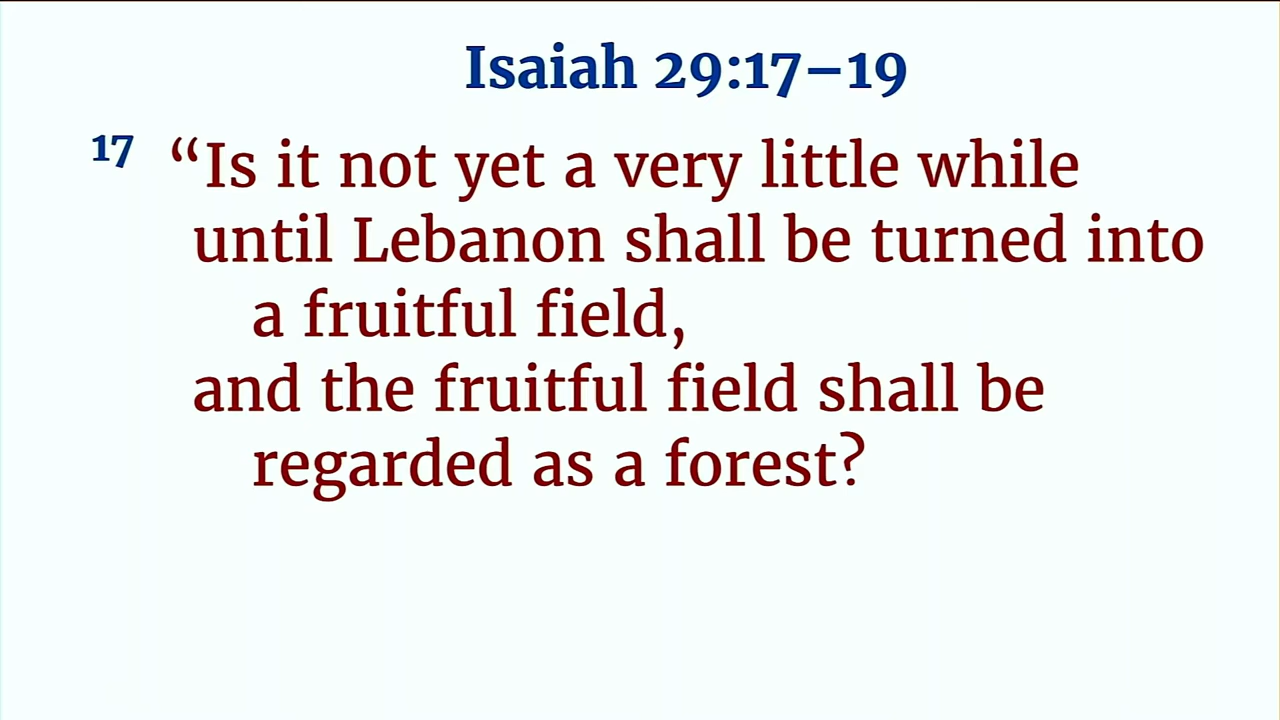 Isaiah 29:17–19
17 “Is it not yet a very little while
until Lebanon shall be turned into
a fruitful field,
and the fruitful field shall be
regarded as a forest?